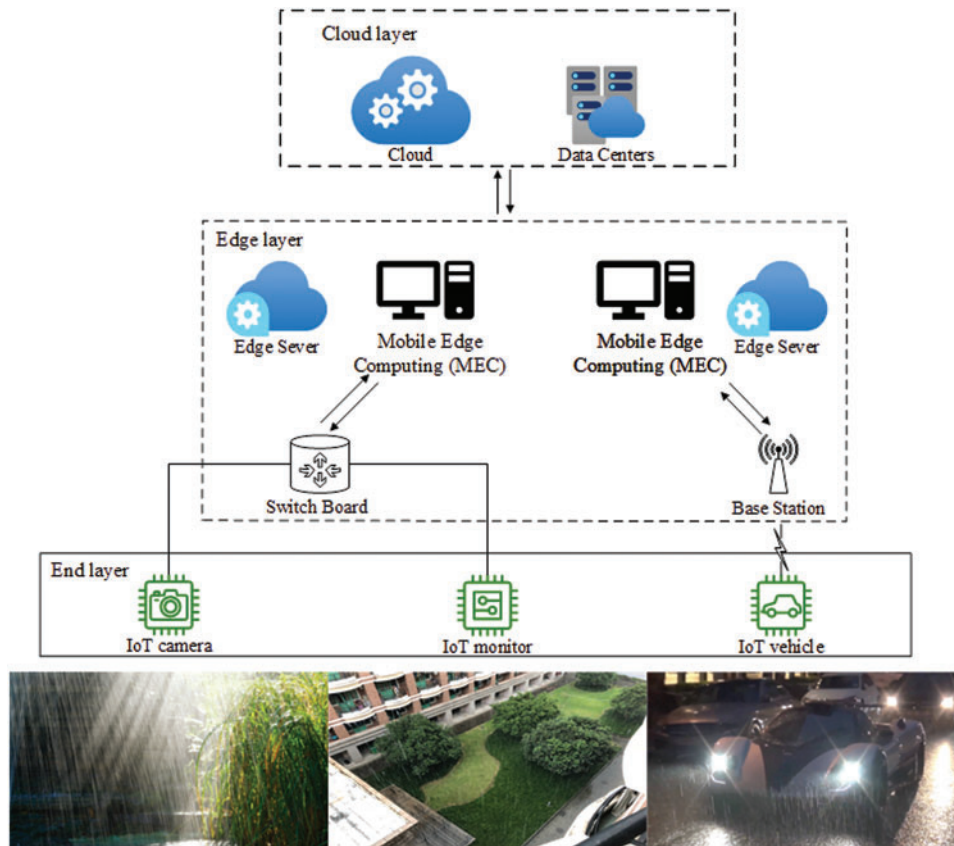 Cloud layer
Cloud
Data Centers
Edge layer
Edge Sever
Mobile Edge
Computing (MEC)
Mobile Edge
Computing (MEC)
Edge Sever
Switch Board
Base Station
End layer
IoT camera
IoT monitor
IoT vehicle